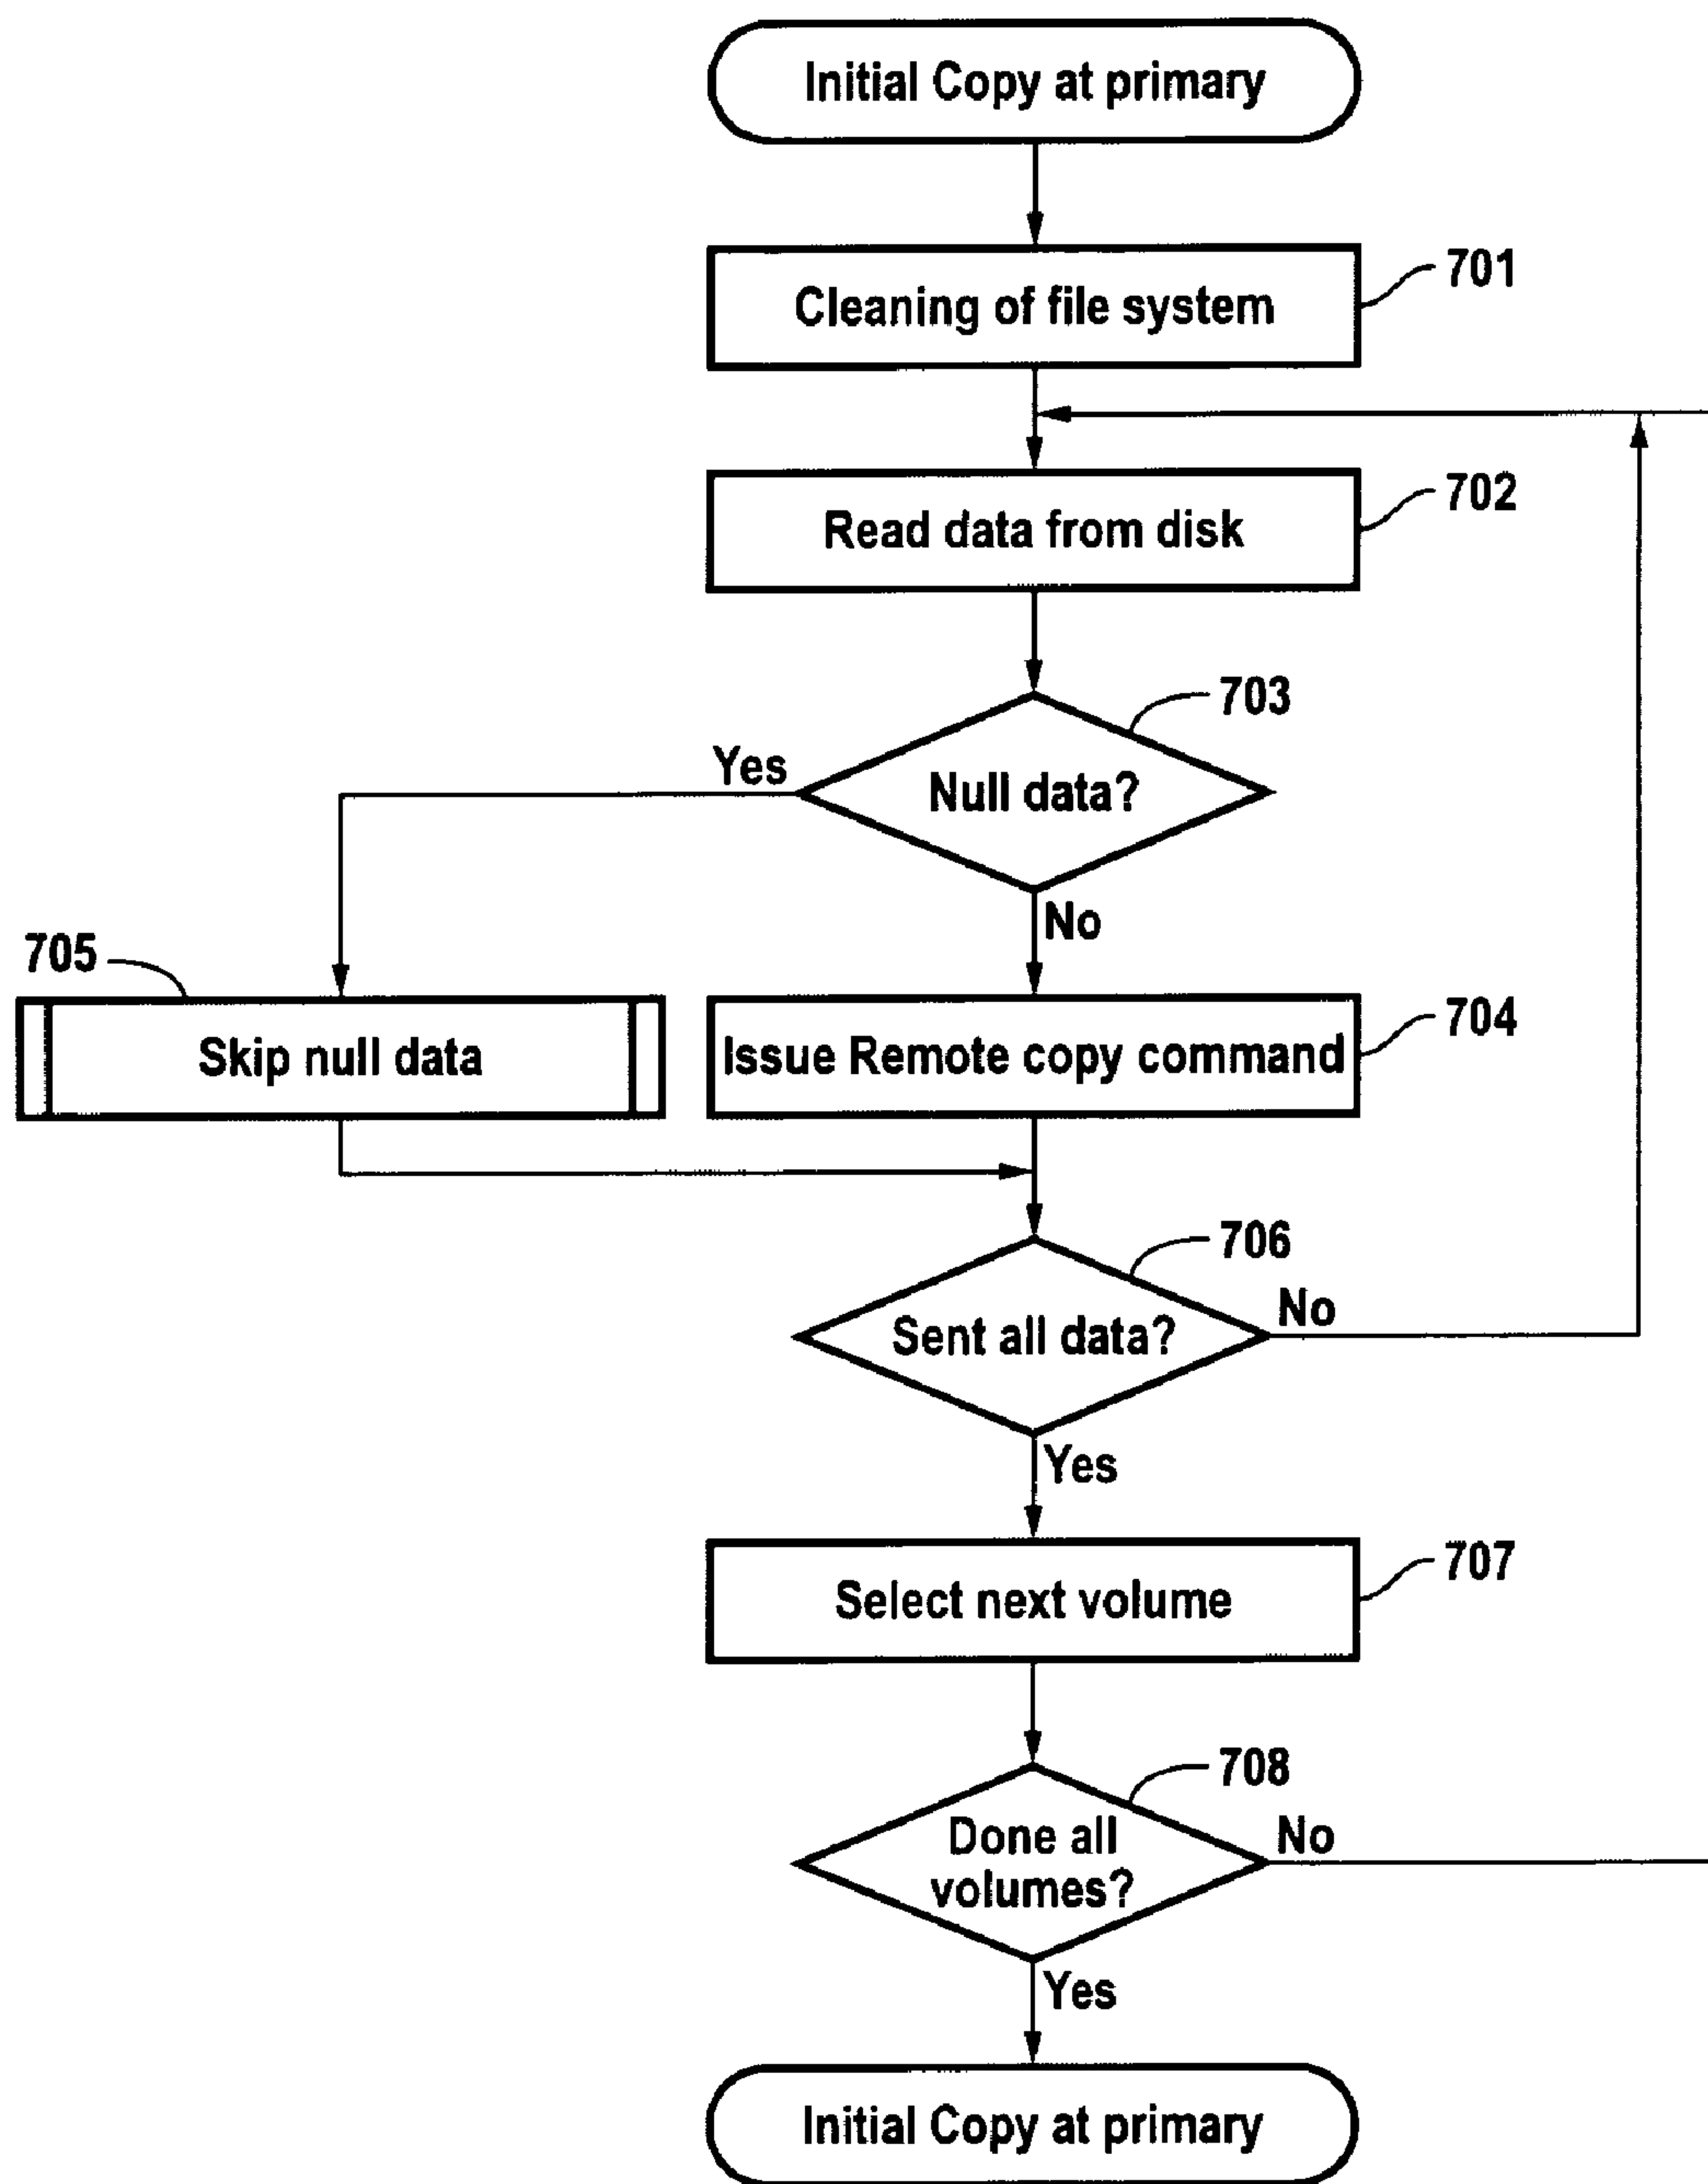 Initial Copy at primary
701
Cleaning of file system
702
Read data from disk
703
Yes
Null data?
No
705
704
Skip null data
Issue Remote copy command
706
No
Sent all data?
Yes
707
Select next volume
708
Done all
volumes?
No
Yes
Initial Copy at primary